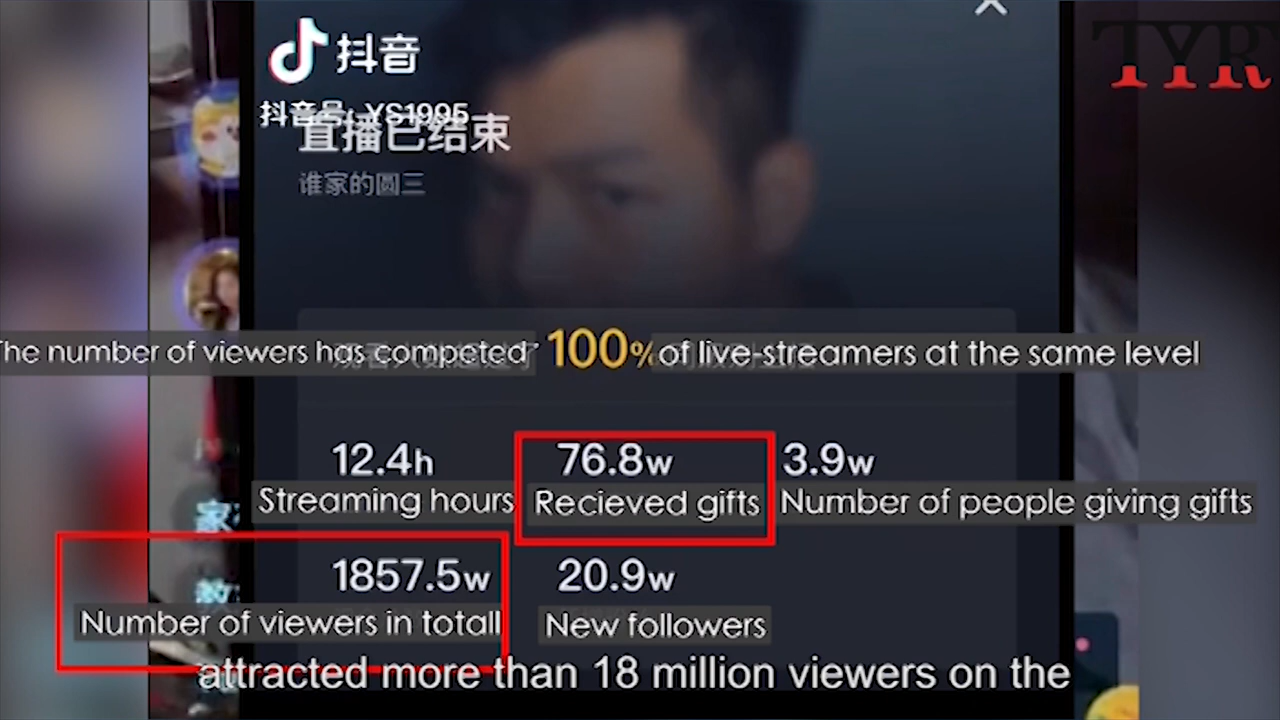 抖音
TYR
抖音号: YS1995
直播已结束
谁家的圆三
The number of viewers has competed 100% of live-streamers at the same level
12.4h 76.8w 3.9w
Streaming hours Recieved gifts Number of people giving gifts
家
1857.5w 20.9w
Number of viewers in totall New followers
attracted more than 18 million viewers on the